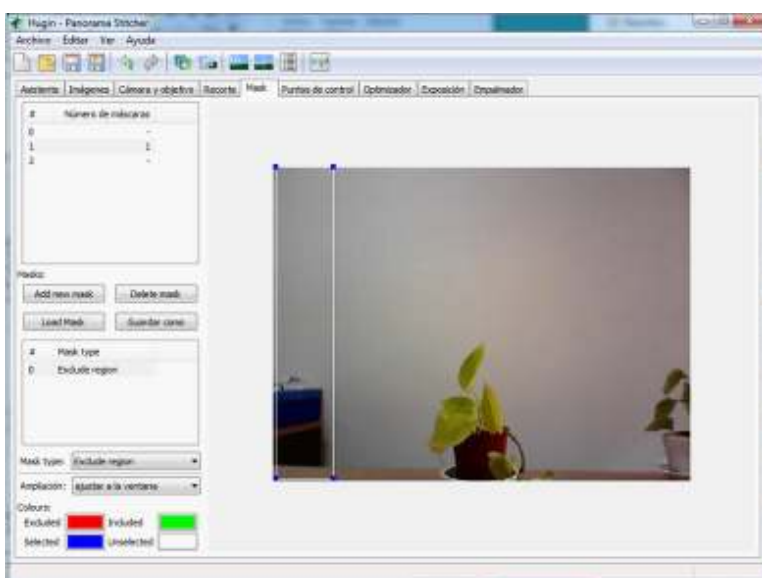 Hugin - Panorama Stitcher
Archivo Editar Ver Ayuda
Asistente Imágenes Cámara y objetivo Recorte Mask Puntos de control Optimizador Exposición Empalmador
# Número de máscaras
0 -
1 1
2 -
Masks:
Add new mask Delete mask
Load Mask Guardar como
# Mask type
0 Exclude region
Mask type: Exclude region
Ampliación: ajustar a la ventana
Colours:
Excluded Included
Selected Unselected